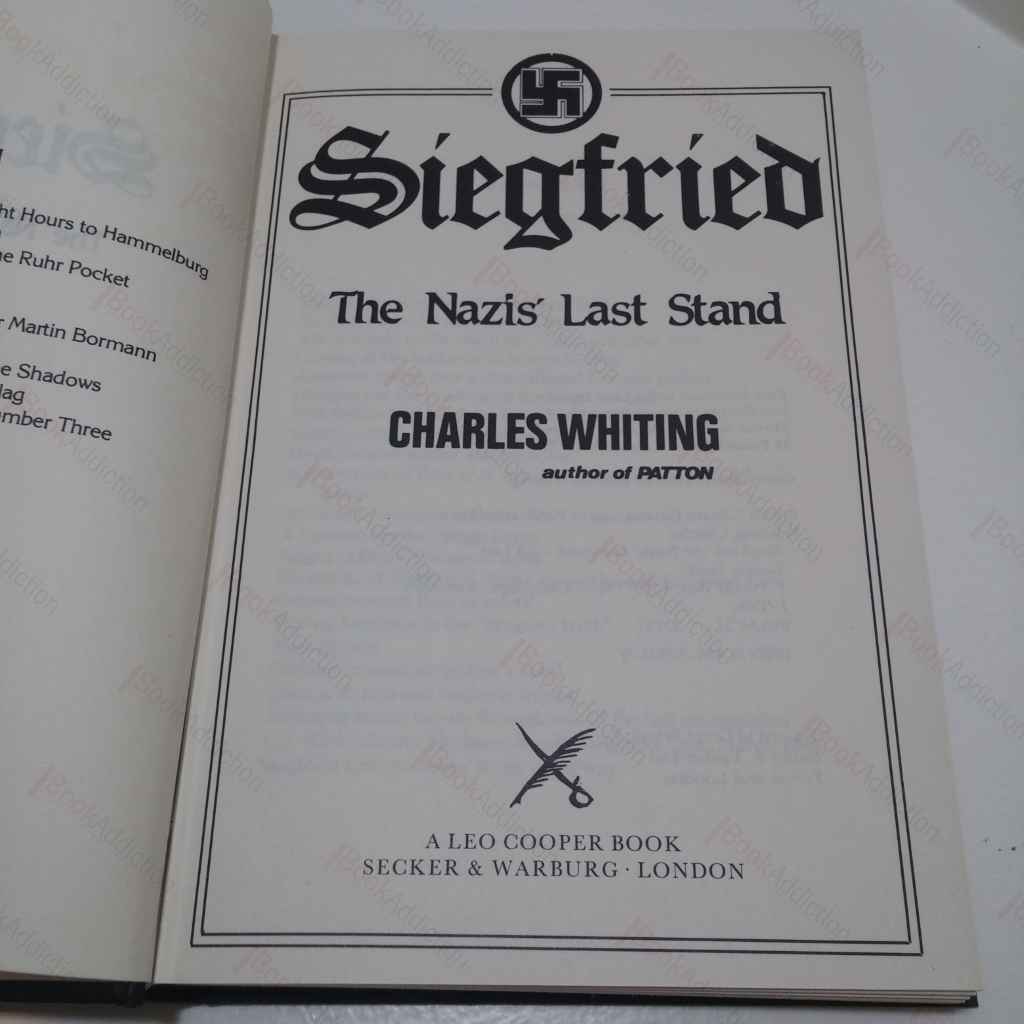 ht Hours to Hammelburg
e Ruhr Pocket
r Martin Bormann
e Shadows
lag
mber Three
Siegfried
The Nazis' Last Stand
CHARLES WHITING
author of PATTON
A LEO COOPER BOOK
SECKER & WARBURG · LONDON
BookAddiction